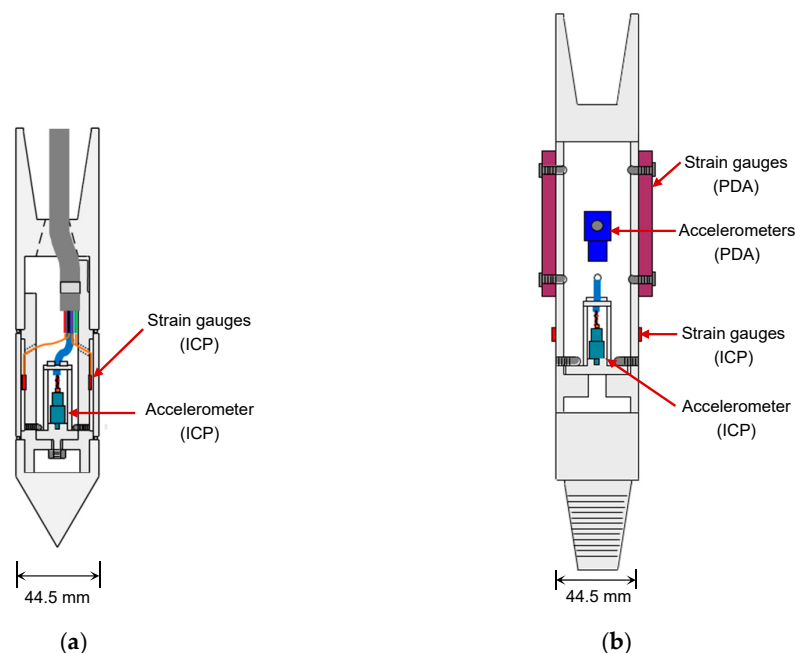 Strain gauges
(ICP)
Accelerometer
(ICP)
44.5 mm
(a)
Strain gauges
(PDA)
Accelerometers
(PDA)
Strain gauges
(ICP)
Accelerometer
(ICP)
44.5 mm
(b)